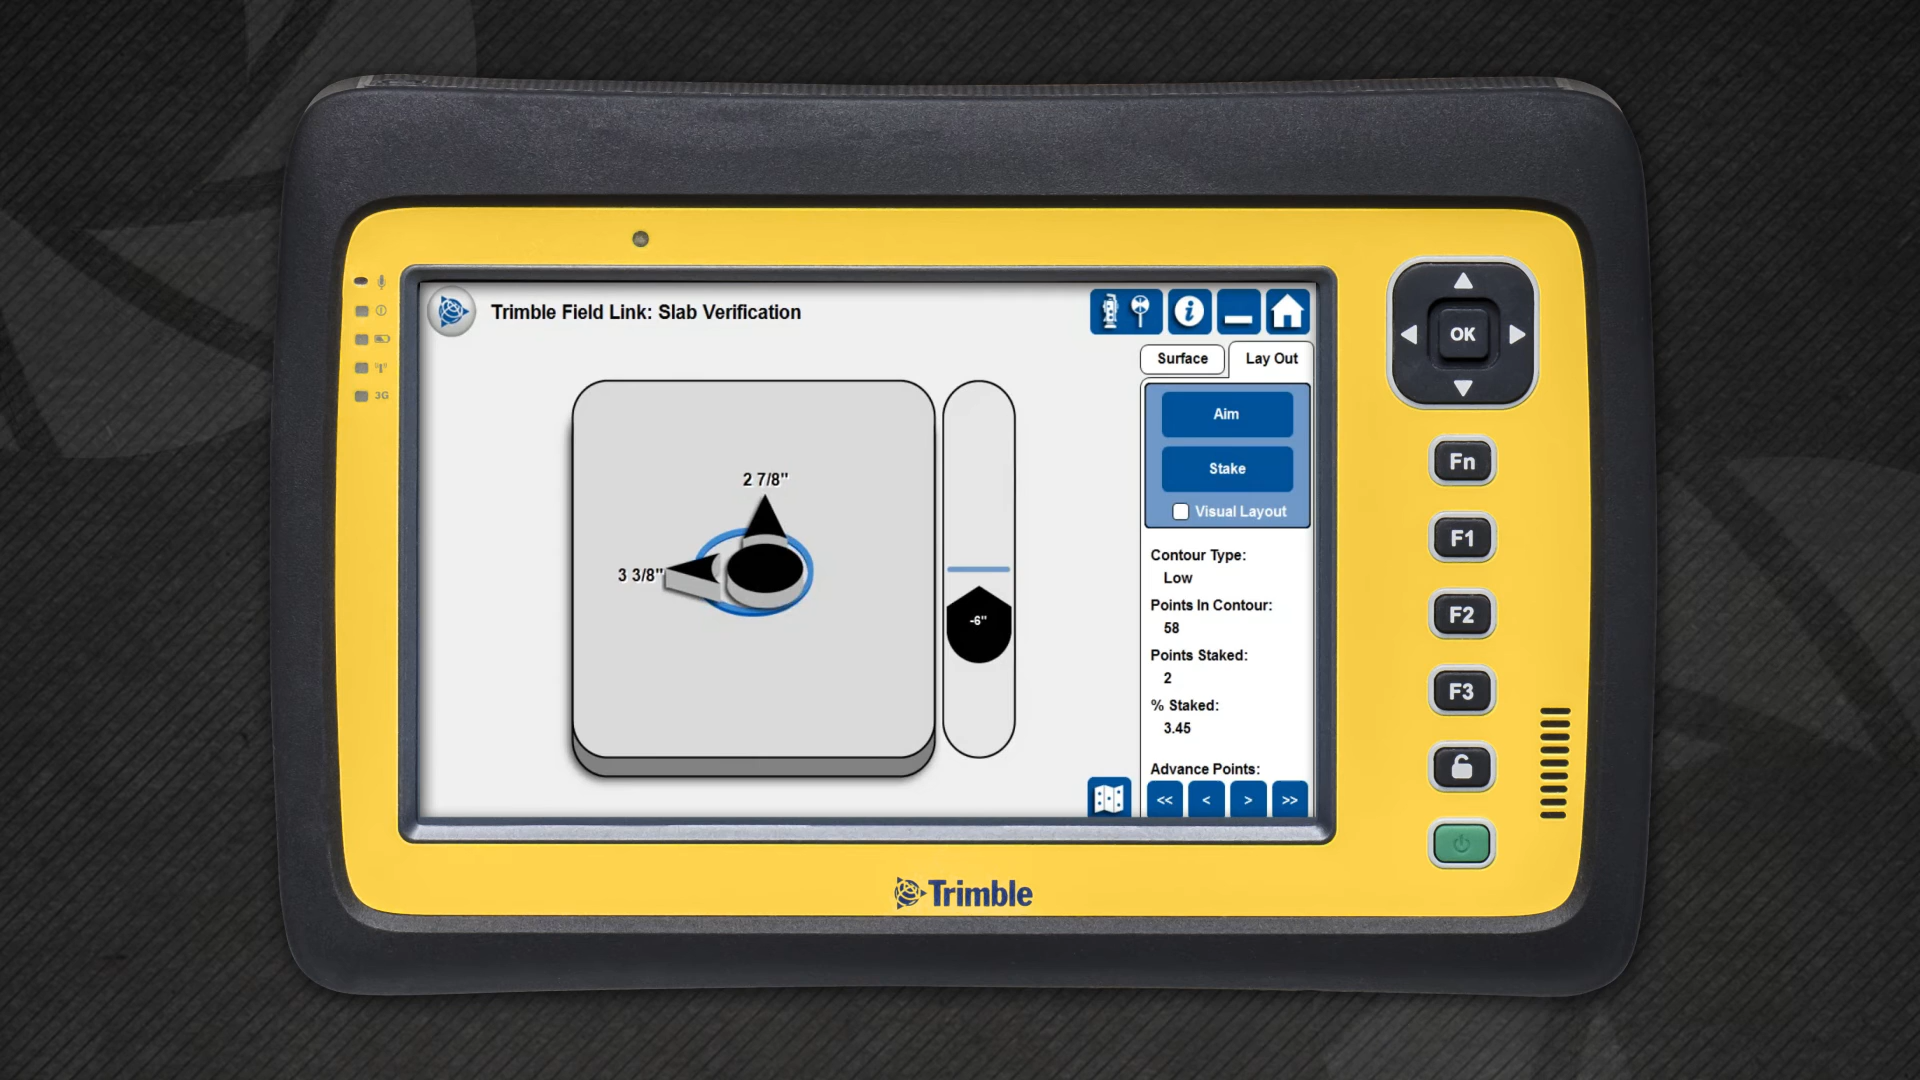 Trimble Field Link: Slab Verification
Surface
Lay Out
Aim
Stake
Visual Layout
2 7/8"
3 3/8"
-6"
Contour Type:
Low
Points In Contour:
58
Points Staked:
2
% Staked:
3.45
Advance Points:
<<
<
>
>>
3G
OK
Fn
F1
F2
F3
Trimble